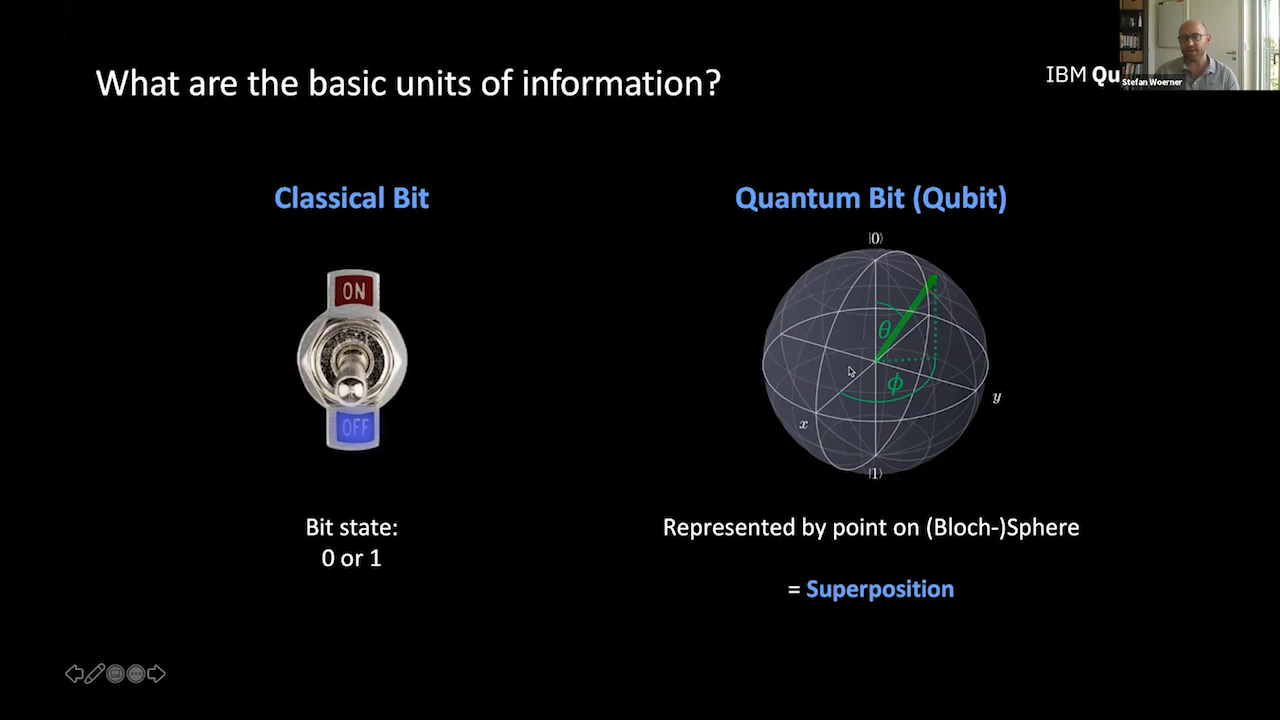 What are the basic units of information?
IBM Qu
Stefan Woerner
Classical Bit
Quantum Bit (Qubit)
|0⟩
ON
θ
ϕ
y
x
OFF
|1⟩
Bit state:
0 or 1
Represented by point on (Bloch-)Sphere
= Superposition